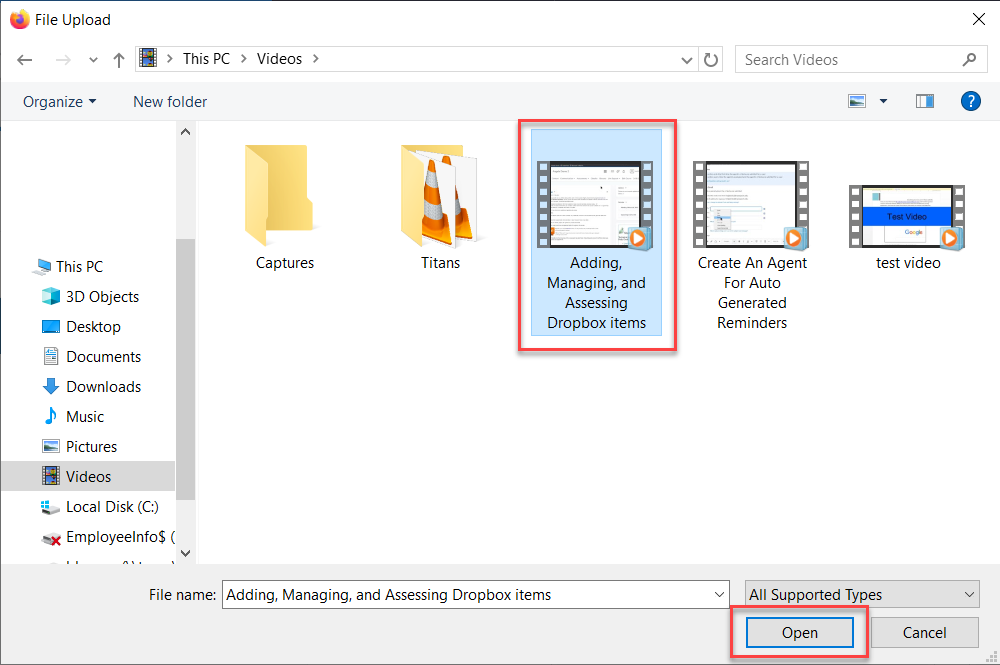 File Upload
This PC
Videos
Search Videos
Organize
New folder
?
This PC
3D Objects
Desktop
Documents
Downloads
Music
Pictures
Videos
Local Disk (C:)
EmployeeInfo$ (
Captures
Titans
Adding,
Managing, and
Assessing
Dropbox items
Create An Agent
For Auto
Generated
Reminders
Test Video
Google
test video
File name:
Adding, Managing, and Assessing Dropbox items
All Supported Types
Open
Cancel